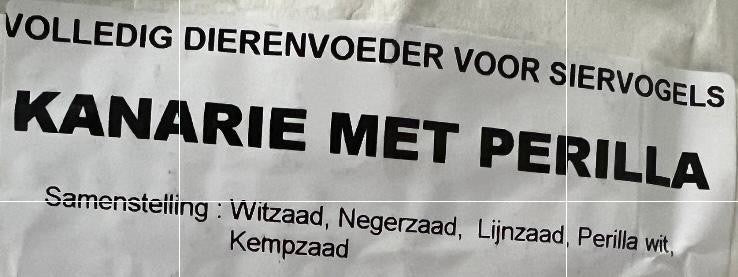 VOLLEDIG DIERENVOEDER VOOR SIERVOGELS
KANARIE MET PERILLA
Samenstelling : Witzaad, Negerzaad, Lijnzaad, Perilla wit,
Kempzaad